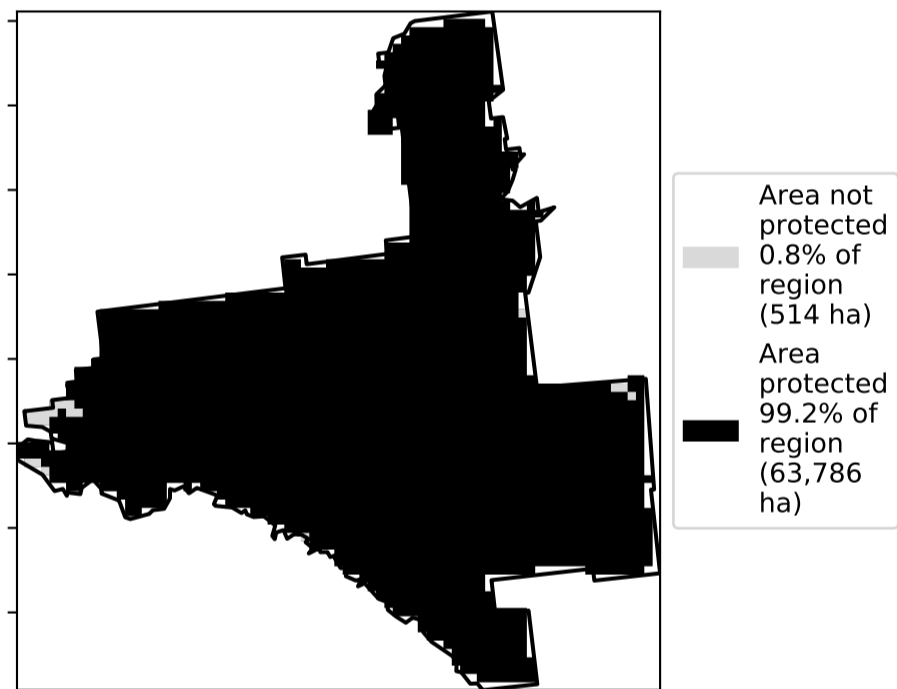 Area not
protected
0.8% of
region
(514 ha)
Area
protected
99.2% of
region
(63,786
ha)